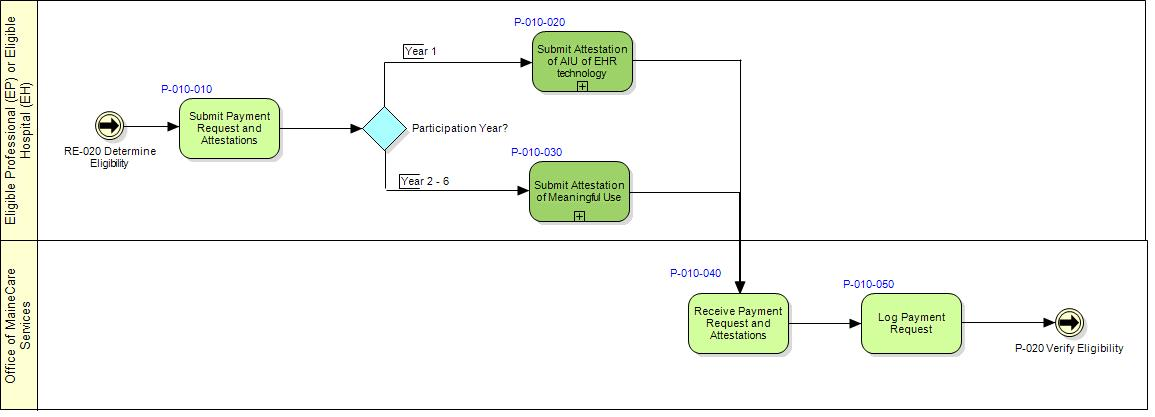 Eligible Professional (EP) or Eligible
Hospital (EH)
RE-020 Determine
Eligibility
P-010-010
Submit Payment
Request and
Attestations
Participation Year?
Year 1
P-010-020
Submit Attestation
of AIU of EHR
technology
Year 2 - 6
P-010-030
Submit Attestation
of Meaningful Use
Office of MaineCare
Services
P-010-040
Receive Payment
Request and
Attestations
P-010-050
Log Payment
Request
P-020 Verify Eligibility